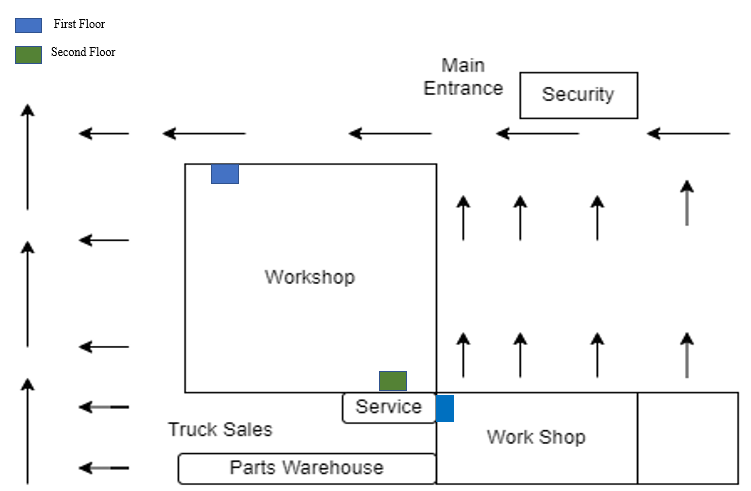 First Floor
Second Floor
Main
Entrance
Security
Workshop
Service
Truck Sales
Work Shop
Parts Warehouse